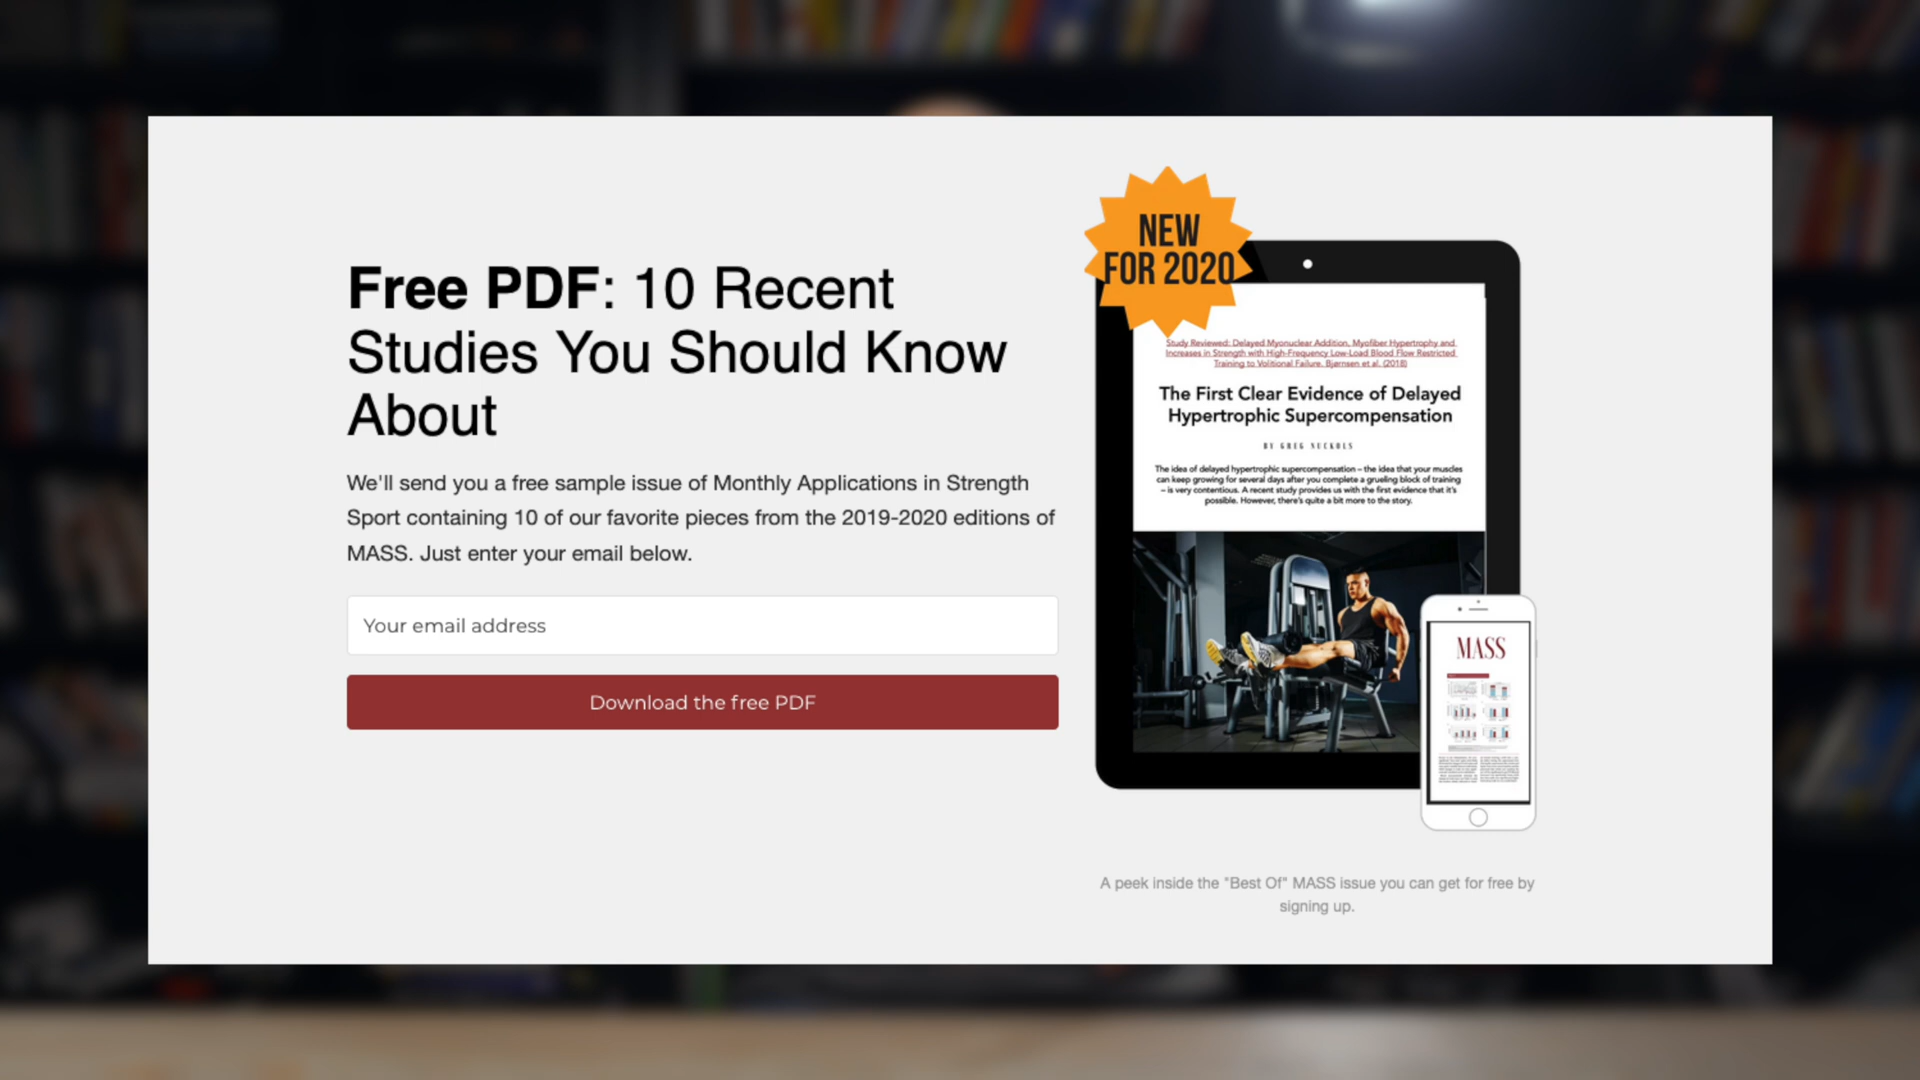 Free PDF: 10 Recent
Studies You Should Know
About
We'll send you a free sample issue of Monthly Applications in Strength
Sport containing 10 of our favorite pieces from the 2019-2020 editions of
MASS. Just enter your email below.
Your email address
Download the free PDF
NEW
FOR 2020
Study Reviewed: Delayed Myonuclear Addition, Myofiber Hypertrophy and
Increases in Strength with High-Frequency Low-Load Blood Flow Restricted
Training to Volitional Failure. Bjørnsen et al. (2018)
The First Clear Evidence of Delayed
Hypertrophic Supercompensation
BY GREG NUCKOLS
The idea of delayed hypertrophic supercompensation – the idea that your muscles
can keep growing for several days after you complete a grueling block of training
– is very contentious. A recent study provides us with the first evidence that it's
possible. However, there's quite a bit more to the story.
MASS
A peek inside the "Best Of" MASS issue you can get for free by
signing up.